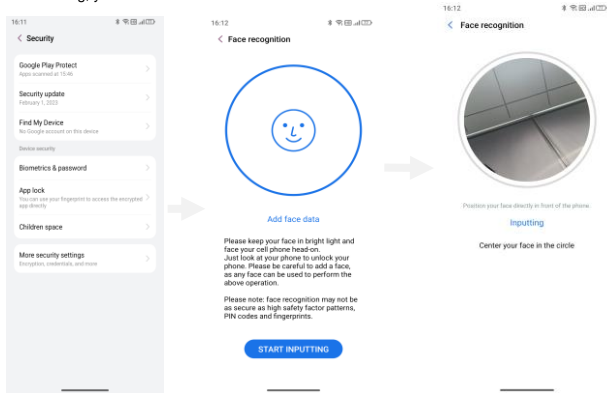 16:11
Security
Google Play Protect
Apps scanned at 15:46
Security update
February 1, 2023
Find My Device
No Google account on this device
Device security
Biometrics & password
App lock
You can use your fingerprint to access the encrypted
app directly
Children space
More security settings
Encryption, credentials, and more
16:12
Face recognition
Add face data
Please keep your face in bright light and
face your cell phone head-on.
Just look at your phone to unlock your
phone. Please be careful to add a face,
as any face can be used to perform the
above operation.
Please note: face recognition may not be
as secure as high safety factor patterns,
PIN codes and fingerprints.
START INPUTTING
16:12
Face recognition
Position your face directly in front of the phone.
Inputting
Center your face in the circle